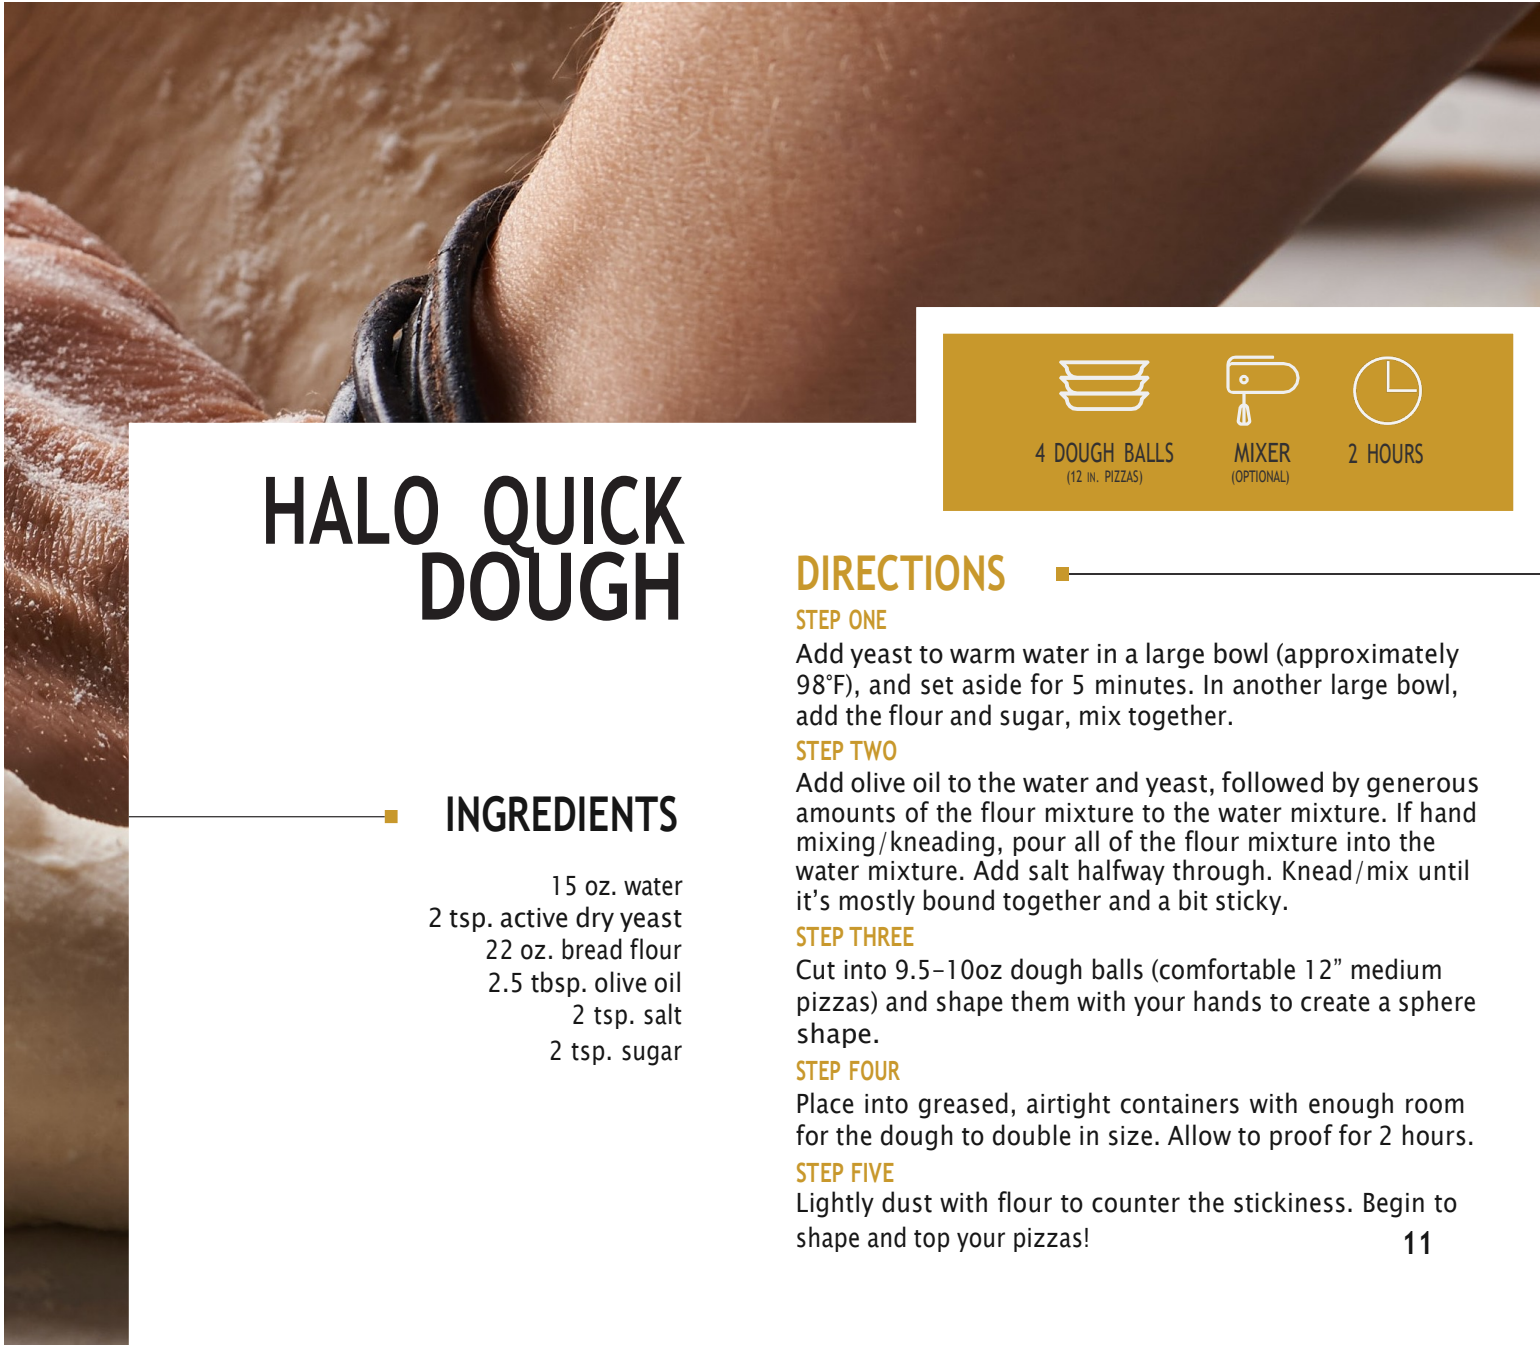 4 DOUGH BALLS
(12 IN. PIZZAS)
MIXER
(OPTIONAL)
2 HOURS
HALO QUICK
DOUGH
INGREDIENTS
15 oz. water
2 tsp. active dry yeast
22 oz. bread flour
2.5 tbsp. olive oil
2 tsp. salt
2 tsp. sugar
DIRECTIONS
STEP ONE
Add yeast to warm water in a large bowl (approximately
98°F), and set aside for 5 minutes. In another large bowl,
add the flour and sugar, mix together.
STEP TWO
Add olive oil to the water and yeast, followed by generous
amounts of the flour mixture to the water mixture. If hand
mixing/kneading, pour all of the flour mixture into the
water mixture. Add salt halfway through. Knead/mix until
it’s mostly bound together and a bit sticky.
STEP THREE
Cut into 9.5–10oz dough balls (comfortable 12” medium
pizzas) and shape them with your hands to create a sphere
shape.
STEP FOUR
Place into greased, airtight containers with enough room
for the dough to double in size. Allow to proof for 2 hours.
STEP FIVE
Lightly dust with flour to counter the stickiness. Begin to
shape and top your pizzas!
11